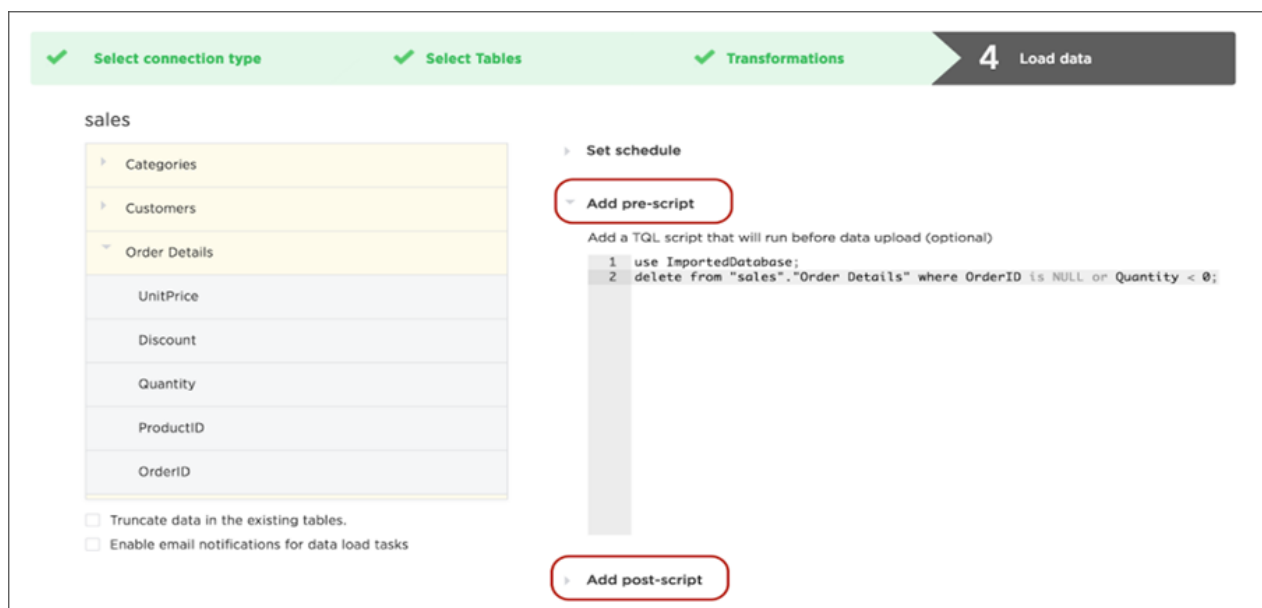 Select connection type
Select Tables
Transformations
4 Load data
sales
Categories
Customers
Order Details
UnitPrice
Discount
Quantity
ProductID
OrderID
Truncate data in the existing tables.
Enable email notifications for data load tasks
Set schedule
Add pre-script
Add a TQL script that will run before data upload (optional)
1 use ImportedDatabase;
2 delete from "sales"."Order Details" where OrderID is NULL or Quantity < 0;
Add post-script